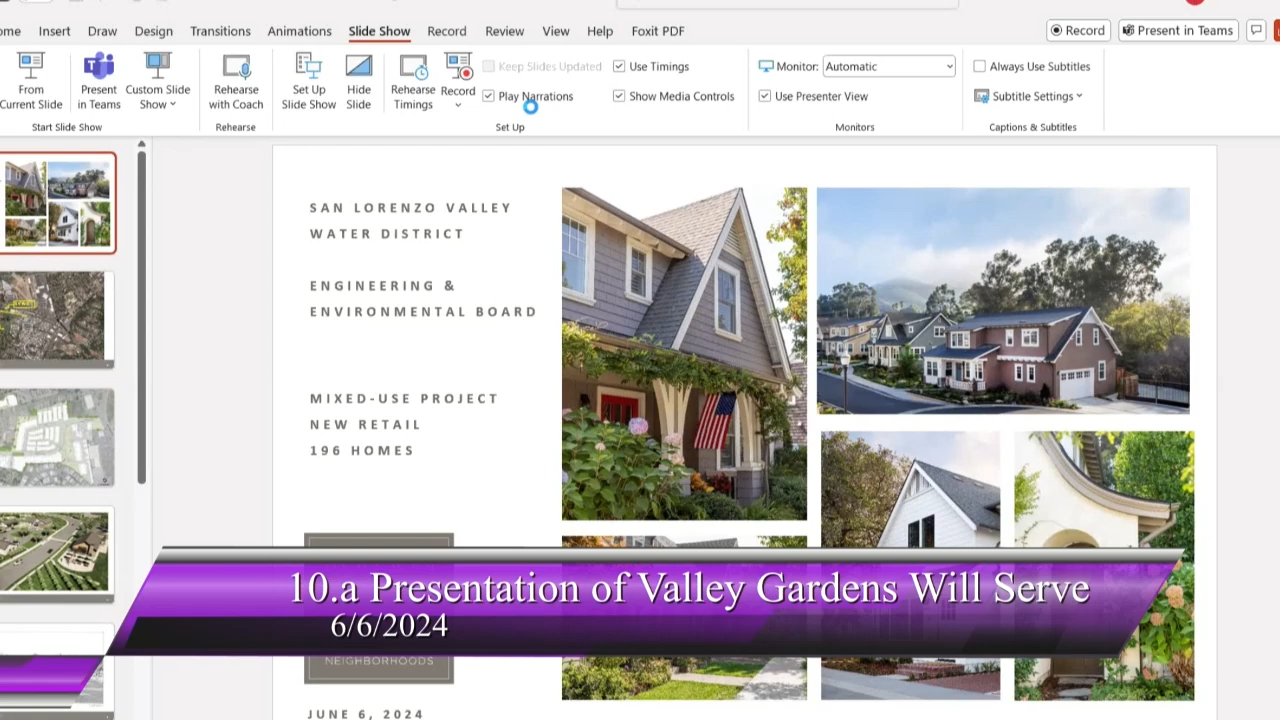 Insert Draw Design Transitions Animations Slide Show Record Review View Help Foxit PDF Record Present in Teams
From
Current Slide
Present
in Teams
Custom Slide
Show
Rehearse
with Coach
Set Up
Slide Show
Hide
Slide
Rehearse
Timings
Record
Keep Slides Updated
Play Narrations
Use Timings
Show Media Controls
Monitor: Automatic
Use Presenter View
Always Use Subtitles
Subtitle Settings
Start Slide Show
Rehearse
Set Up
Monitors
Captions & Subtitles
SAN LORENZO VALLEY
WATER DISTRICT
ENGINEERING &
ENVIRONMENTAL BOARD
MIXED-USE PROJECT
NEW RETAIL
196 HOMES
10.a Presentation of Valley Gardens Will Serve
6/6/2024
NEIGHBORHOODS
JUNE 6, 2024